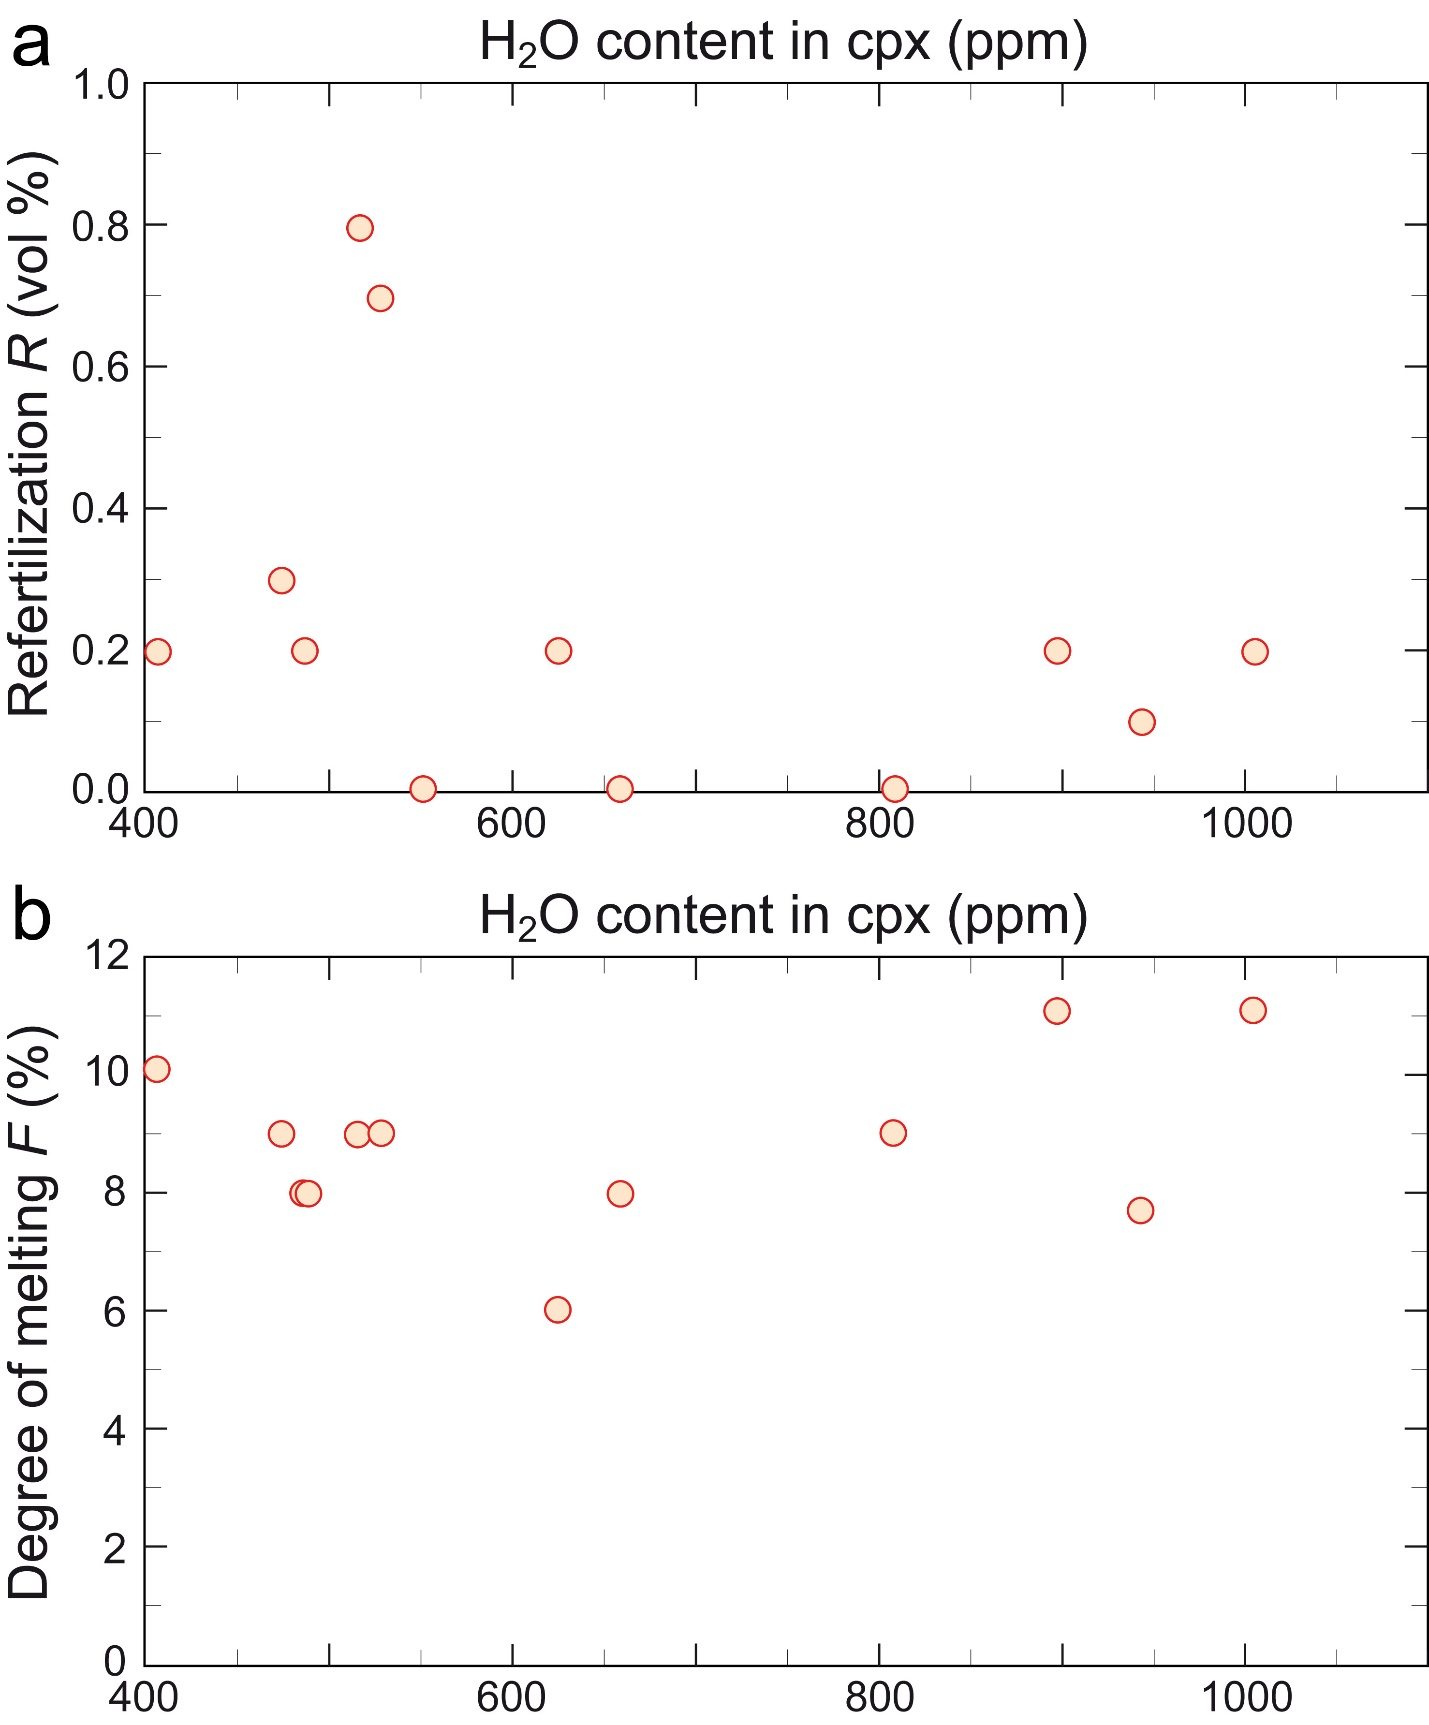 a
H₂O content in cpx (ppm)
Refertilization R (vol %)
1.0
0.8
0.6
0.4
0.2
0.0
400 600 800 1000
b
H₂O content in cpx (ppm)
Degree of melting F (%)
12
10
8
6
4
2
0
400 600 800 1000